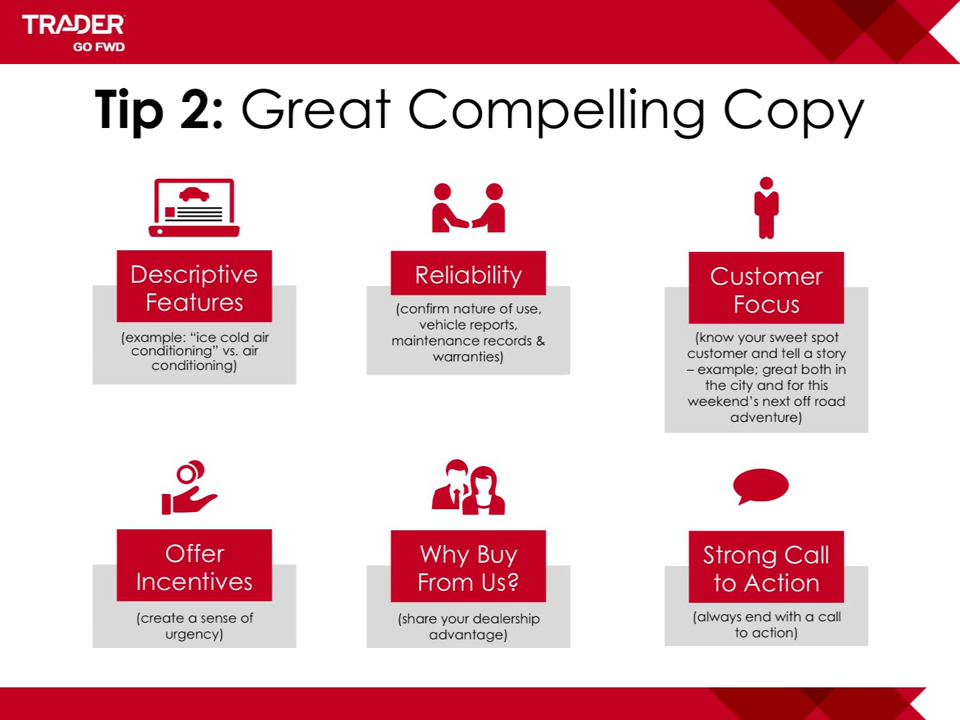 TRADER
GO FWD
Tip 2: Great Compelling Copy
Descriptive
Features
(example: “ice cold air
conditioning” vs. air
conditioning)
Reliability
(confirm nature of use,
vehicle reports,
maintenance records &
warranties)
Customer
Focus
(know your sweet spot
customer and tell a story
– example; great both in
the city and for this
weekend’s next off road
adventure)
Offer
Incentives
(create a sense of
urgency)
Why Buy
From Us?
(share your dealership
advantage)
Strong Call
to Action
(always end with a call
to action)